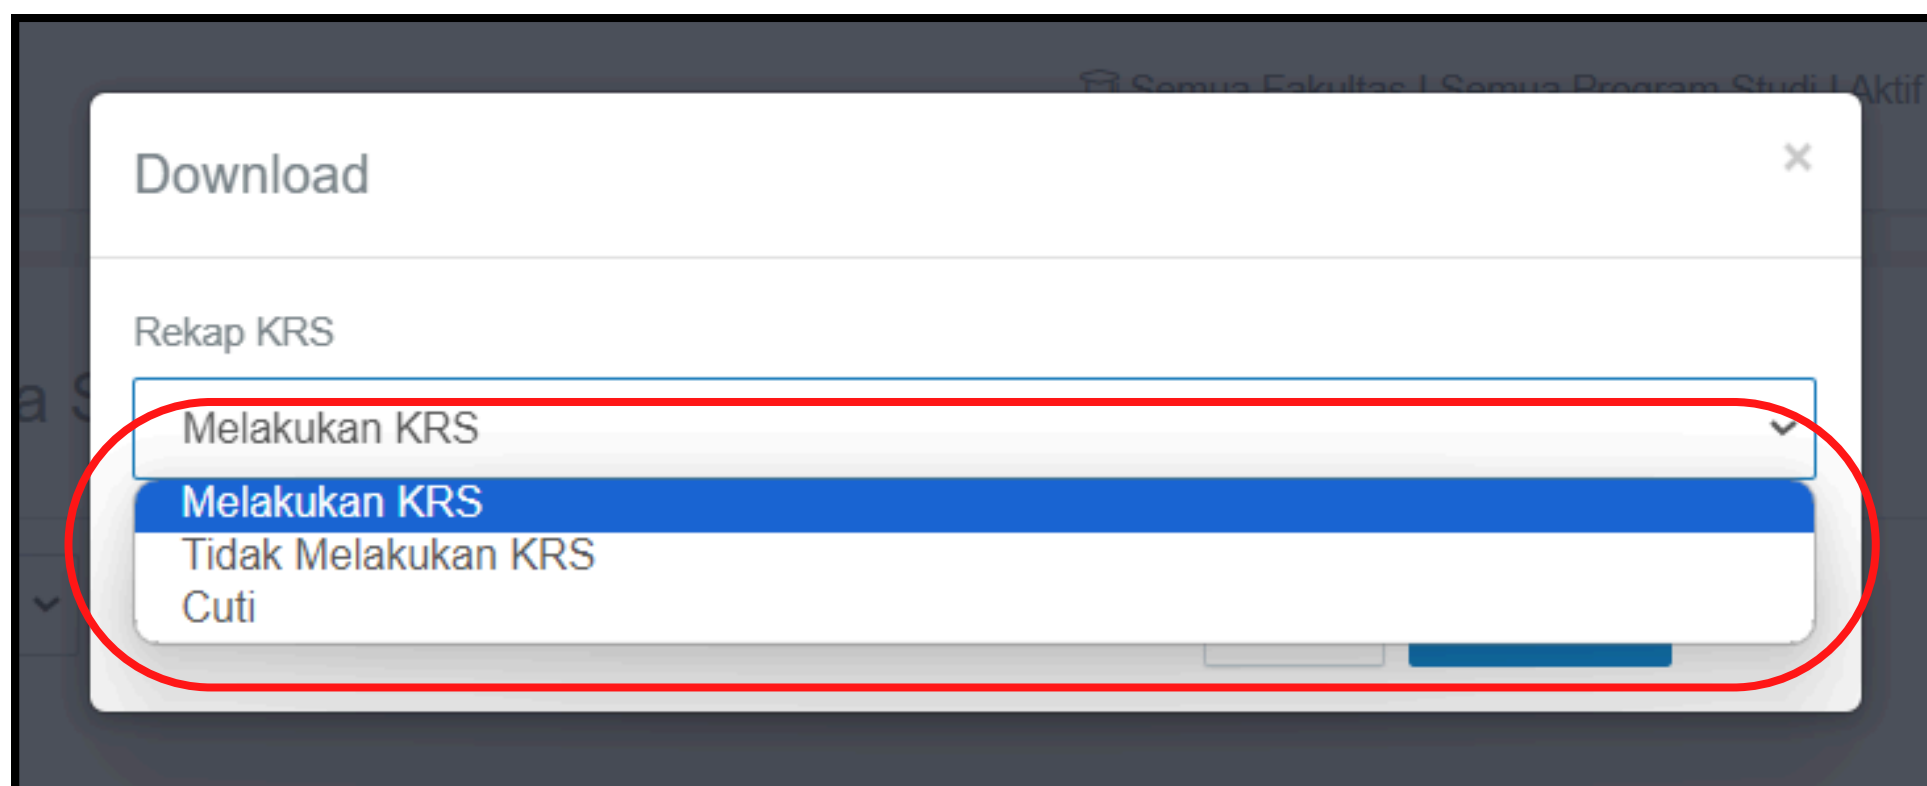 Semua Fakultas | Semua Program Studi | Aktif
Download
×
Rekap KRS
a S
Melakukan KRS
Melakukan KRS
Tidak Melakukan KRS
Cuti